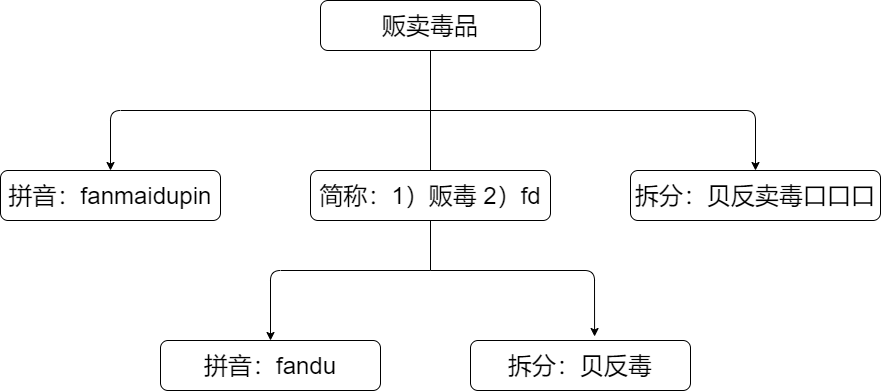 贩卖毒品
拼音：fanmaidupin
简称：1）贩毒 2）fd
拆分：贝反卖毒口口口
拼音：fandu
拆分：贝反毒